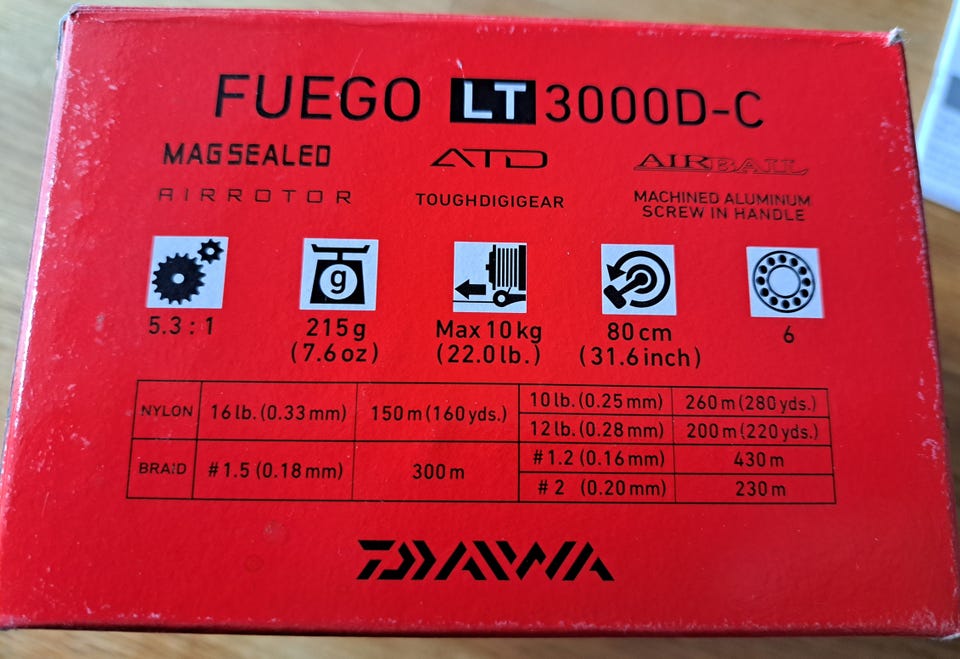 FUEGO LT 3000D-C
MAGSEALED ATD AIRBAIL
AIRROTOR TOUGHDIGIGEAR MACHINED ALUMINUM
SCREW IN HANDLE
g
5.3 : 1 215g Max 10kg 80cm 6
(7.6oz) (22.0lb.) (31.6inch)
NYLON 16lb.(0.33mm) 150m(160yds.) 10lb.(0.25mm) 260m(280yds.)
12lb.(0.28mm) 200m(220yds.)
BRAID #1.5(0.18mm) 300m #1.2(0.16mm) 430m
#2 (0.20mm) 230m
DAIWA